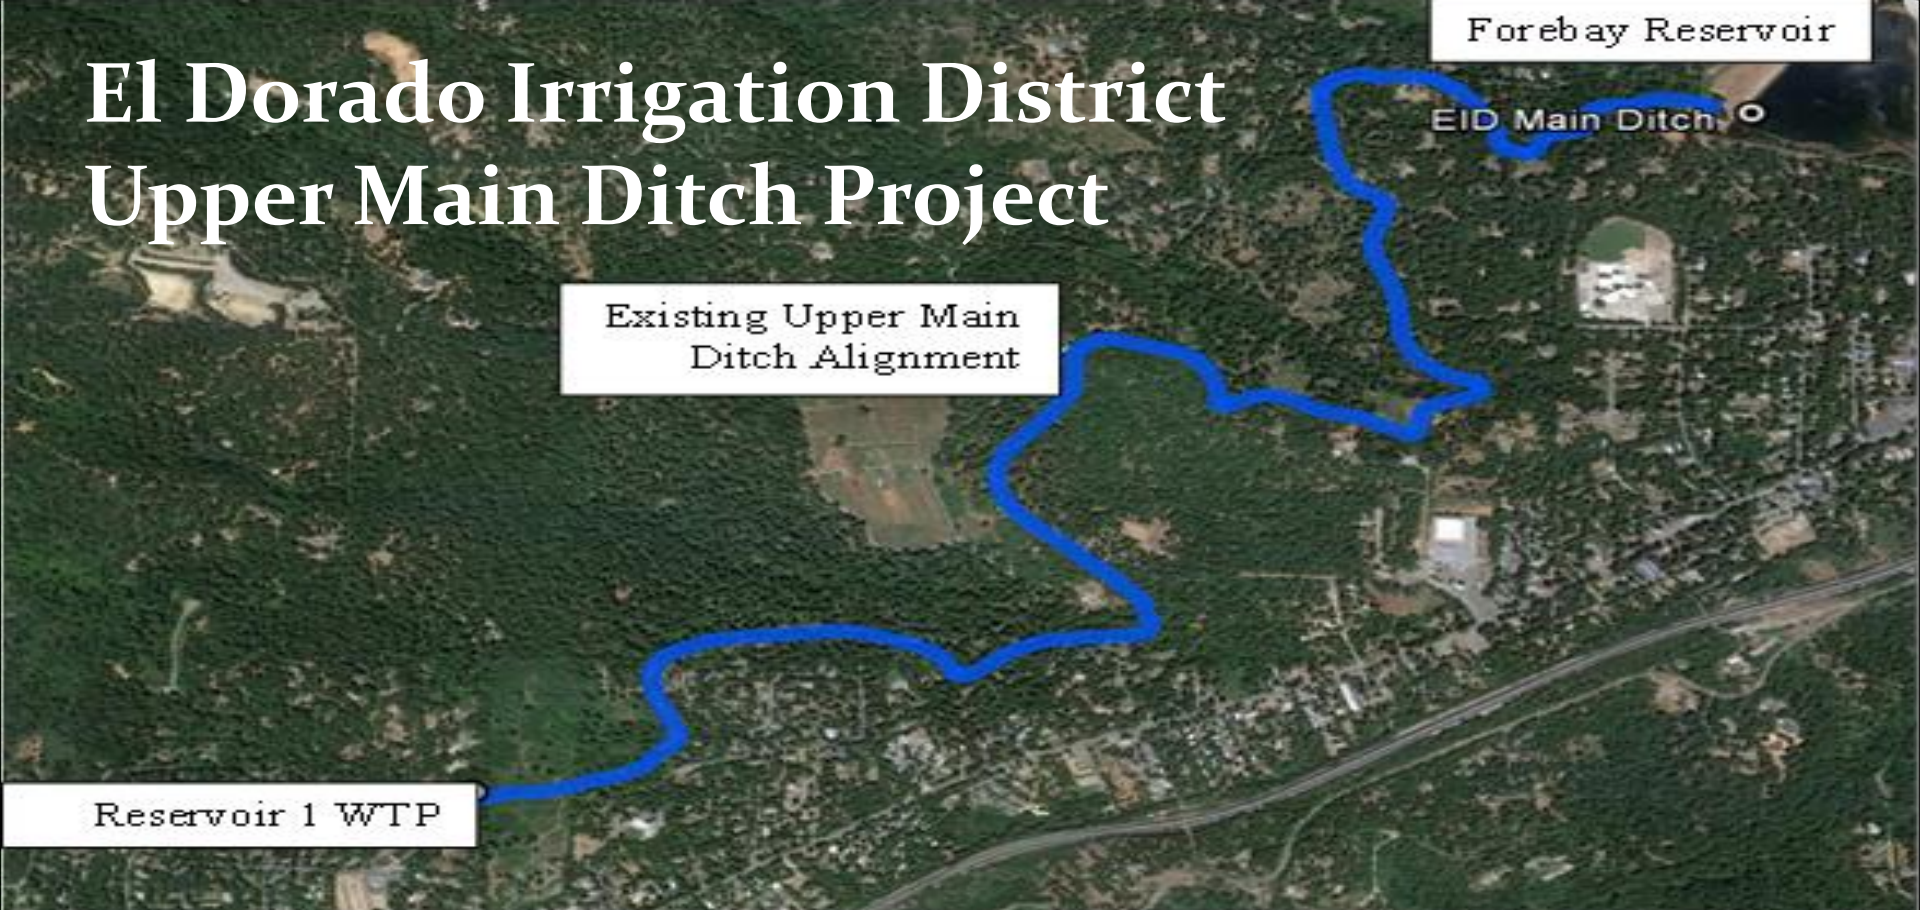 El Dorado Irrigation District
Upper Main Ditch Project
Forebay Reservoir
EID Main Ditch
Existing Upper Main
Ditch Alignment
Reservoir 1 WTP